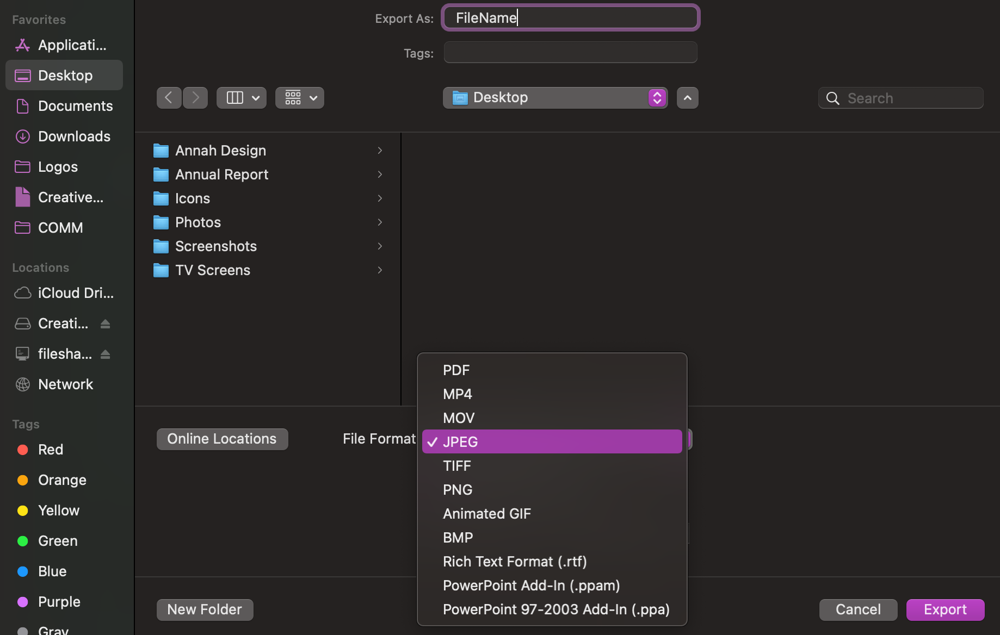 Favorites
Applicati...
Desktop
Documents
Downloads
Logos
Creative...
COMM
Locations
iCloud Dri...
Creati...
filesha...
Network
Tags
Red
Orange
Yellow
Green
Blue
Purple
Gray
Export As: FileName
Tags:
Desktop
Search
Annah Design
Annual Report
Icons
Photos
Screenshots
TV Screens
Online Locations
File Format
PDF
MP4
MOV
✓ JPEG
TIFF
PNG
Animated GIF
BMP
Rich Text Format (.rtf)
PowerPoint Add-In (.ppam)
PowerPoint 97-2003 Add-In (.ppa)
New Folder
Cancel
Export